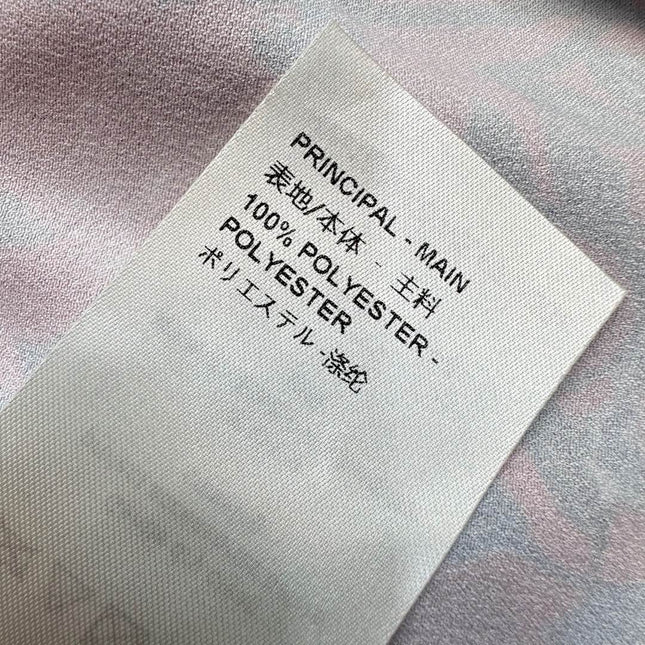 PRINCIPAL - MAIN
表地/本体 - 主料
100% POLYESTER -
POLYESTER
ポリエステル -涤纶